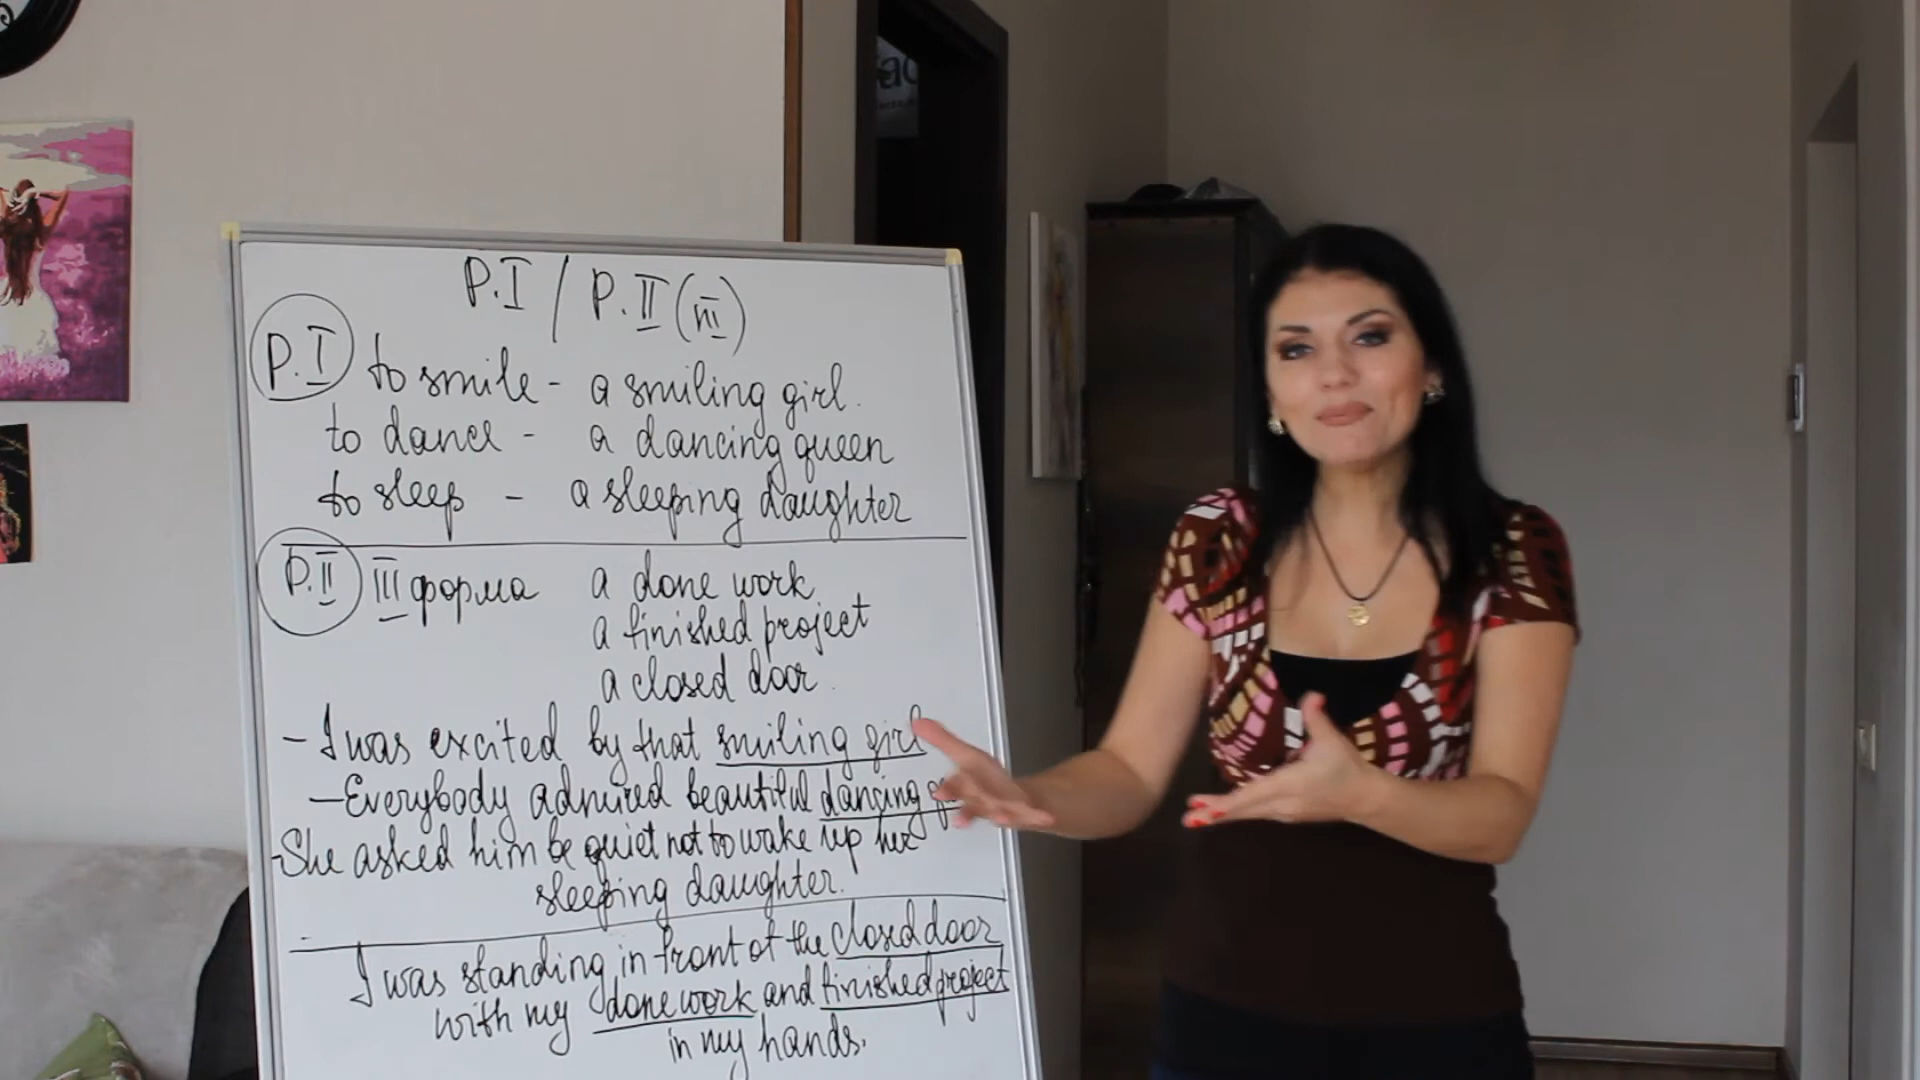 P.I / P.II (III)
P.I to smile - a smiling girl.
to dance - a dancing queen
to sleep - a sleeping daughter
P.II III форма a done work
a finished project
a closed door.
- I was excited by that smiling girl
- Everybody admired beautiful dancing
- She asked him be quiet not to wake up her
sleeping daughter.
I was standing in front of the closed door
with my done work and finished project
in my hands.